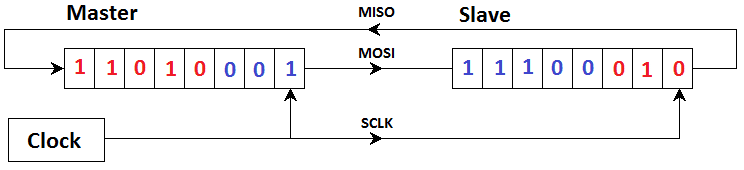 MISO
Master Slave
MOSI
1 1 0 1 0 0 0 1 1 1 1 0 0 0 1 0
SCLK
Clock